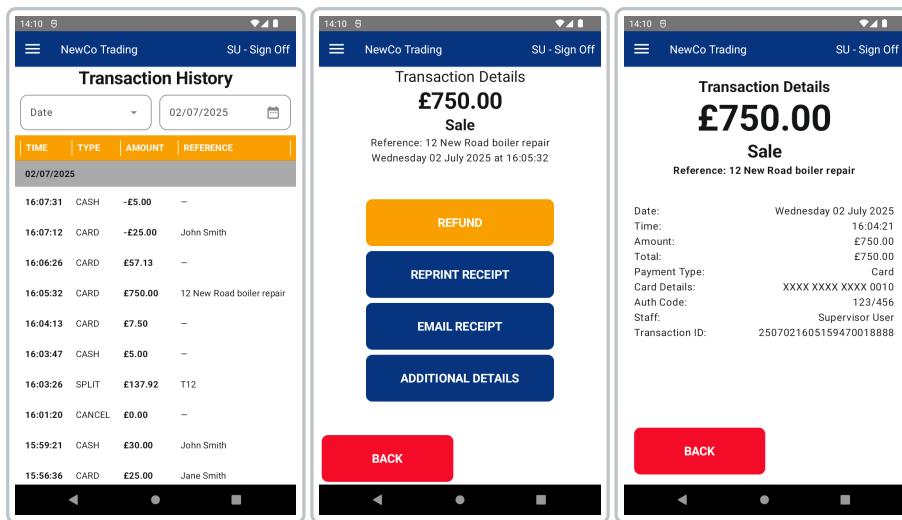 14:10
NewCo Trading SU - Sign Off
Transaction History
Date 02/07/2025
TIME TYPE AMOUNT REFERENCE
02/07/2025
16:07:31 CASH -£5.00 –
16:07:12 CARD -£25.00 John Smith
16:06:26 CARD £57.13 –
16:05:32 CARD £750.00 12 New Road boiler repair
16:04:13 CARD £7.50 –
16:03:47 CASH £5.00 –
16:03:26 SPLIT £137.92 T12
16:01:20 CANCEL £0.00 –
15:59:21 CASH £30.00 John Smith
15:56:36 CARD £25.00 Jane Smith
14:10
NewCo Trading SU - Sign Off
Transaction Details
£750.00
Sale
Reference: 12 New Road boiler repair
Wednesday 02 July 2025 at 16:05:32
REFUND
REPRINT RECEIPT
EMAIL RECEIPT
ADDITIONAL DETAILS
BACK
14:10
NewCo Trading SU - Sign Off
Transaction Details
£750.00
Sale
Reference: 12 New Road boiler repair
Date: Wednesday 02 July 2025
Time: 16:04:21
Amount: £750.00
Total: £750.00
Payment Type: Card
Card Details: XXXX XXXX XXXX 0010
Auth Code: 123/456
Staff: Supervisor User
Transaction ID: 2507021605159470018888
BACK